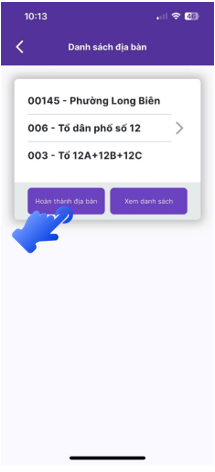 10:13
48
Danh sách địa bàn
00145 - Phường Long Biên
006 - Tổ dân phố số 12
003 - Tổ 12A+12B+12C
Hoàn thành địa bàn
Xem danh sách